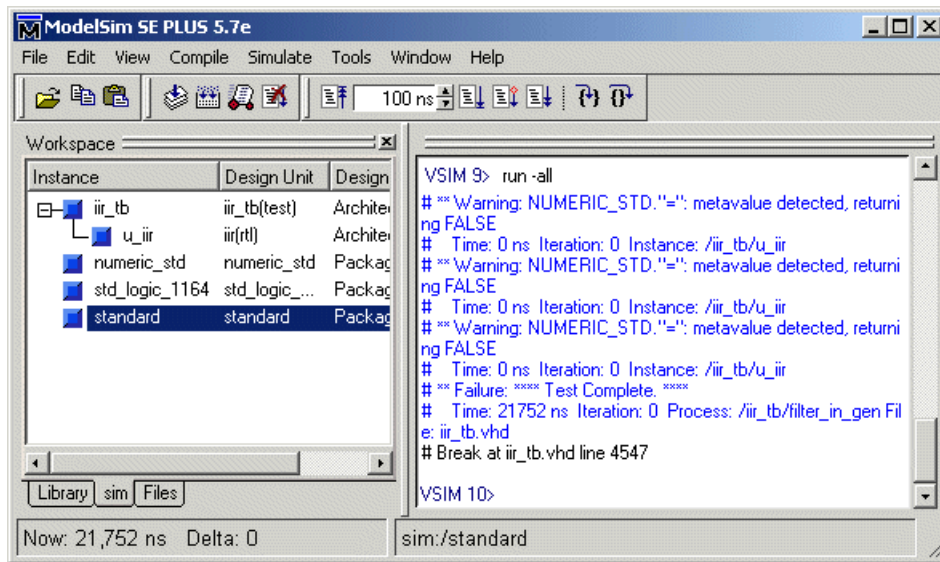 ModelSim SE PLUS 5.7e
File Edit View Compile Simulate Tools Window Help
100 ns
Workspace
Instance Design Unit Design
iir_tb iir_tb(test) Archite
u_iir iir(rtl) Archite
numeric_std numeric_std Packag
std_logic_1164 std_logic_... Packag
standard standard Packag
Library sim Files
VSIM 9> run -all
# ** Warning: NUMERIC_STD."=": metavalue detected, returni
ng FALSE
# Time: 0 ns Iteration: 0 Instance: /iir_tb/u_iir
# ** Warning: NUMERIC_STD."=": metavalue detected, returni
ng FALSE
# Time: 0 ns Iteration: 0 Instance: /iir_tb/u_iir
# ** Warning: NUMERIC_STD."=": metavalue detected, returni
ng FALSE
# Time: 0 ns Iteration: 0 Instance: /iir_tb/u_iir
# ** Failure: **** Test Complete. ****
# Time: 21752 ns Iteration: 0 Process: /iir_tb/filter_in_gen Fil
e: iir_tb.vhd
# Break at iir_tb.vhd line 4547
VSIM 10>
Now: 21,752 ns Delta: 0
sim:/standard